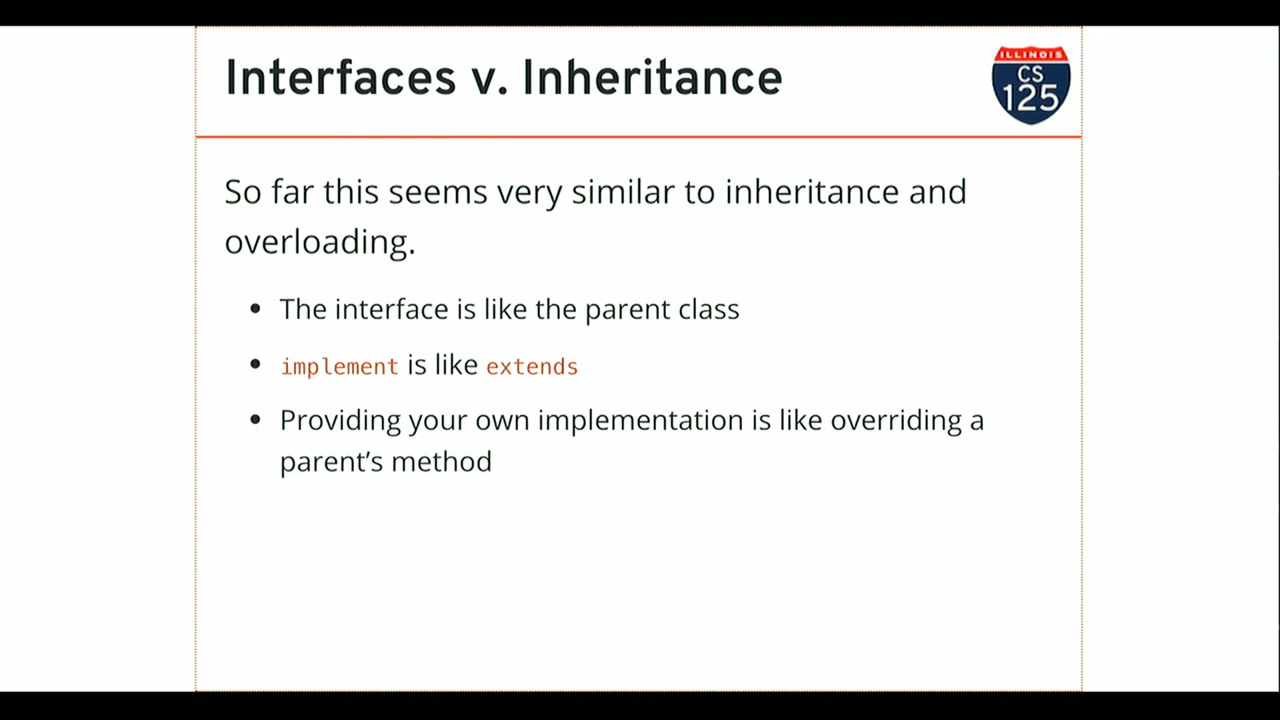 Interfaces v. Inheritance
ILLINOIS
CS
125
So far this seems very similar to inheritance and
overloading.
• The interface is like the parent class
• implement is like extends
• Providing your own implementation is like overriding a
parent’s method